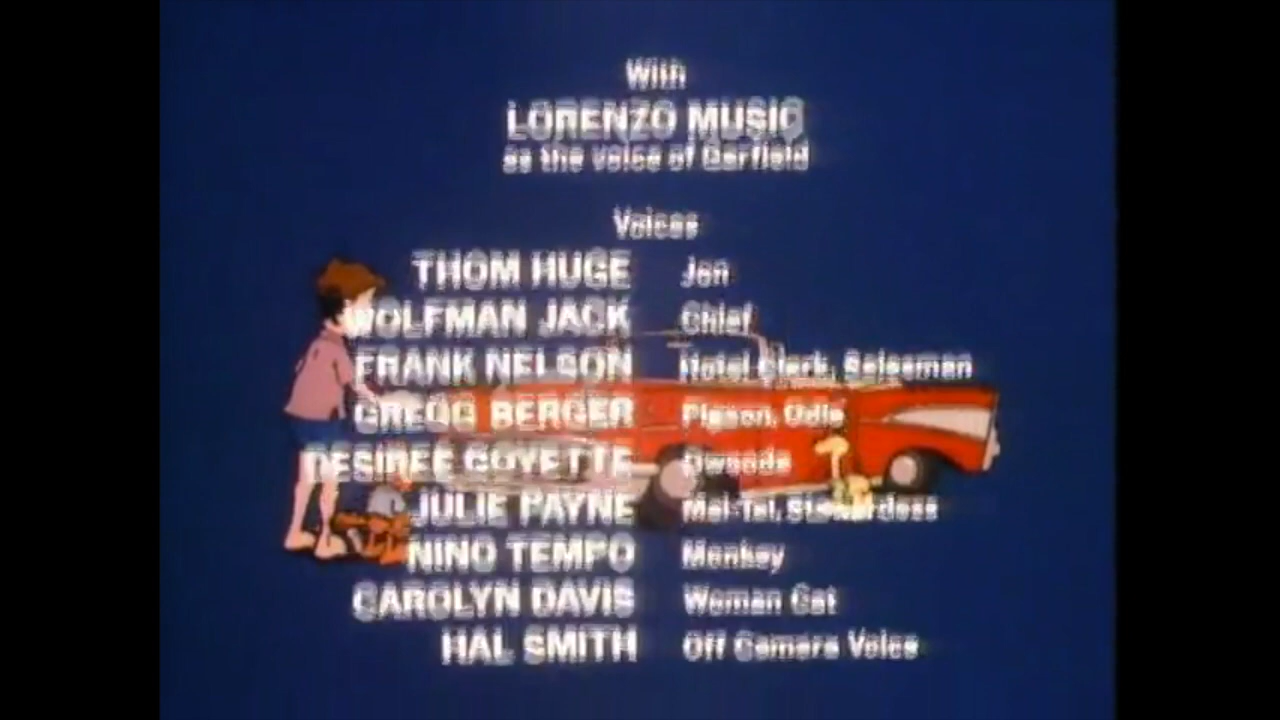 With
LORENZO MUSIC
as the voice of Garfield
Voices
THOM HUGE Jon
WOLFMAN JACK Chief
FRANK NELSON Hotel Clerk, Salesman
GREGG BERGER Pigeon, Odie
DESIREE GOYETTE Owooda
JULIE PAYNE Mai-Tai, Stewardess
NINO TEMPO Monkey
CAROLYN DAVIS Woman Cat
HAL SMITH Off Camera Voice